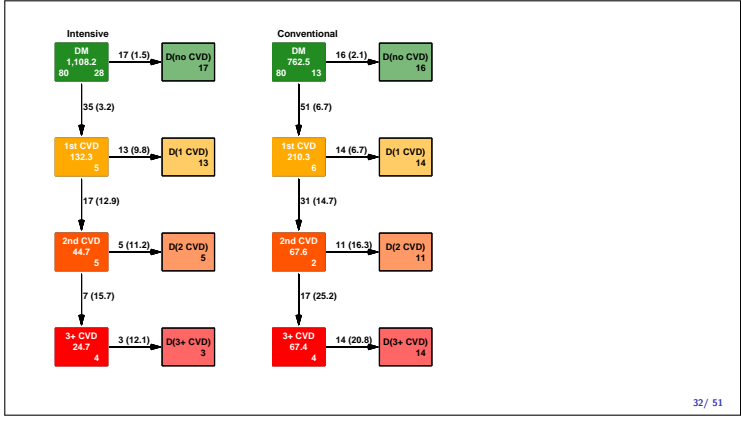 Intensive
Conventional
DM
1,108.2
80 28
17 (1.5)
D(no CVD)
17
DM
762.5
80 13
16 (2.1)
D(no CVD)
16
35 (3.2)
51 (6.7)
1st CVD
132.3
5
13 (9.8)
D(1 CVD)
13
1st CVD
210.3
6
14 (6.7)
D(1 CVD)
14
17 (12.9)
31 (14.7)
2nd CVD
44.7
5
5 (11.2)
D(2 CVD)
5
2nd CVD
67.6
2
11 (16.3)
D(2 CVD)
11
7 (15.7)
17 (25.2)
3+ CVD
24.7
4
3 (12.1)
D(3+ CVD)
3
3+ CVD
67.4
4
14 (20.8)
D(3+ CVD)
14
32/ 51